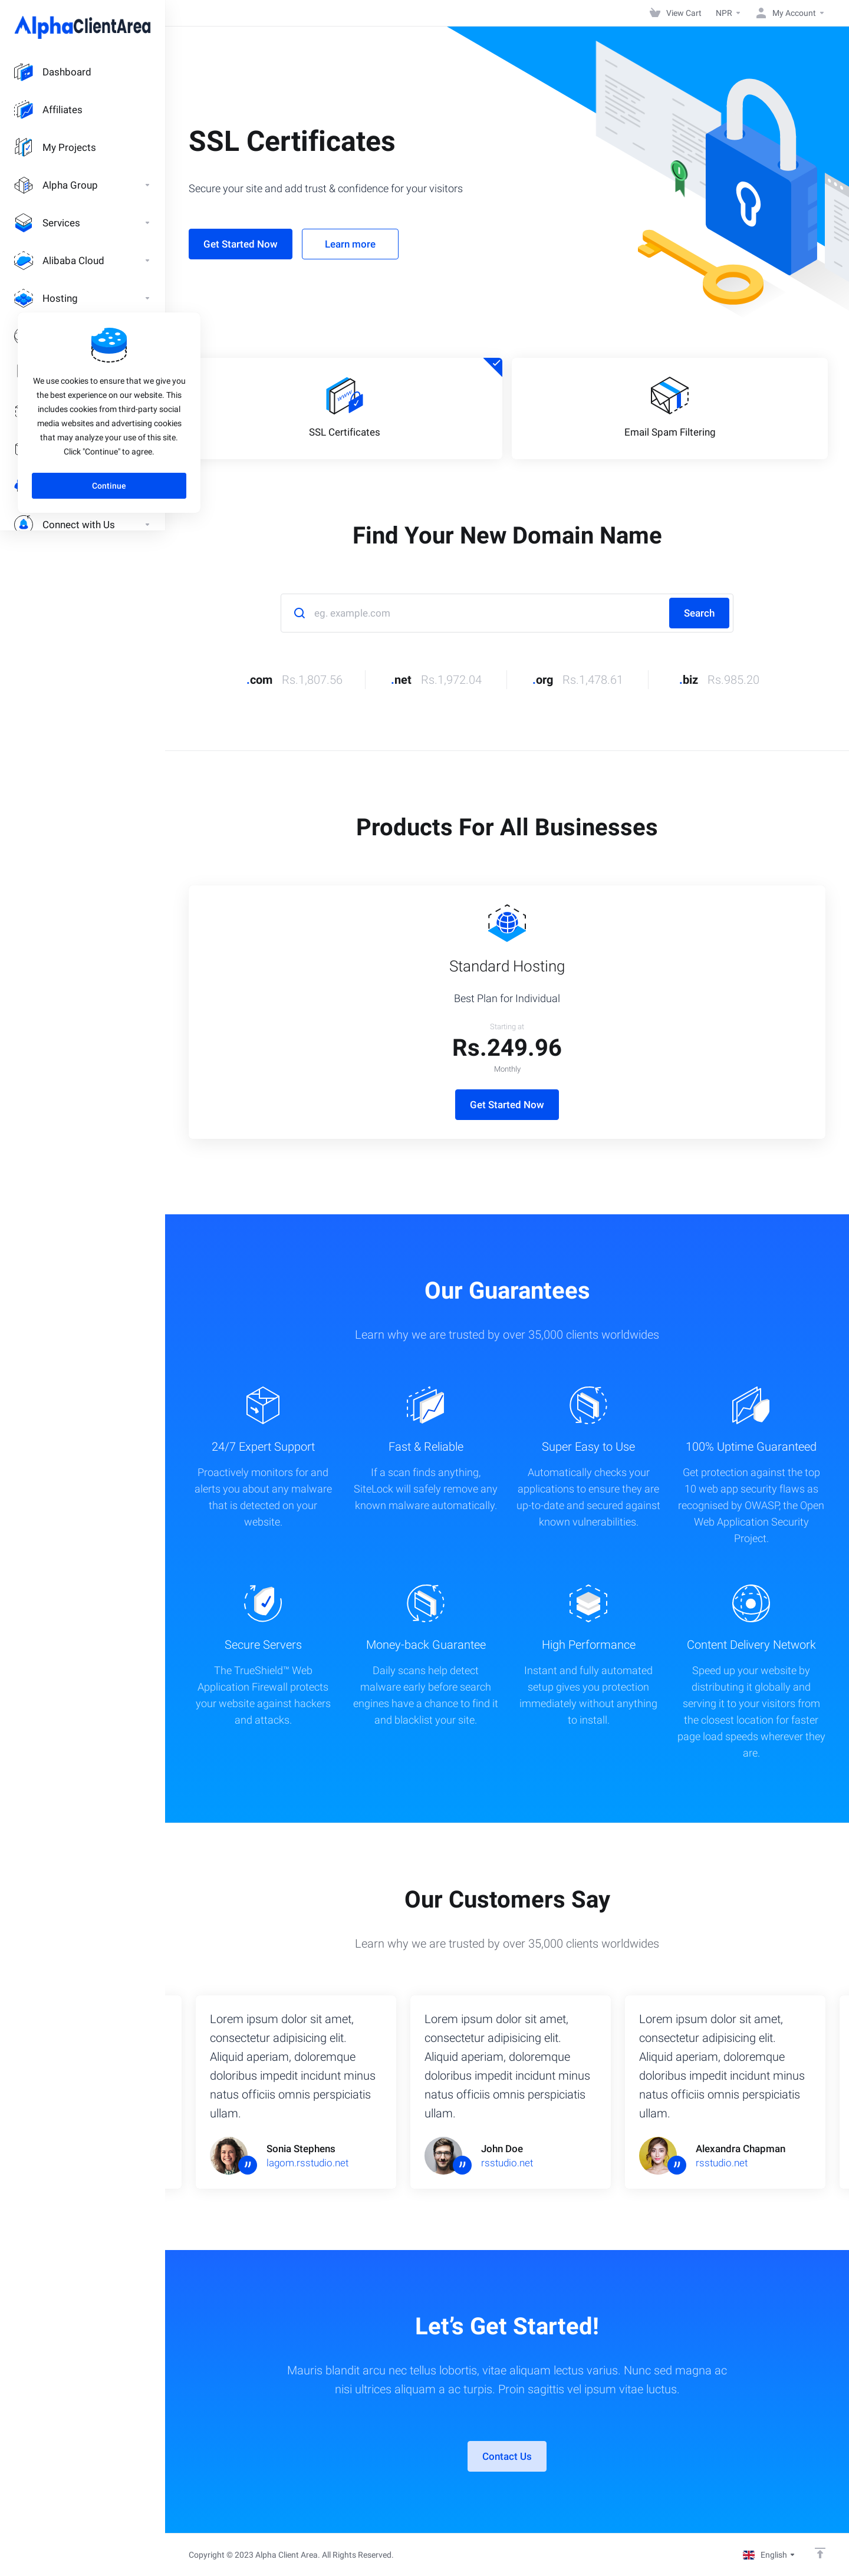 AlphaClientArea
View Cart
NPR
My Account
Dashboard
Affiliates
My Projects
Alpha Group
Services
Alibaba Cloud
Hosting
Connect with Us
We use cookies to ensure that we give you
the best experience on our website. This
includes cookies from third-party social
media websites and advertising cookies
that may analyze your use of this site.
Click "Continue" to agree.
Continue
SSL Certificates
Secure your site and add trust & confidence for your visitors
Get Started Now
Learn more
WWW
SSL Certificates
Email Spam Filtering
Find Your New Domain Name
eg. example.com
Search
.com Rs.1,807.56
.net Rs.1,972.04
.org Rs.1,478.61
.biz Rs.985.20
Products For All Businesses
Standard Hosting
Best Plan for Individual
Starting at
Rs.249.96
Monthly
Get Started Now
Our Guarantees
Learn why we are trusted by over 35,000 clients worldwides
24/7 Expert Support
Proactively monitors for and
alerts you about any malware
that is detected on your
website.
Fast & Reliable
If a scan finds anything,
SiteLock will safely remove any
known malware automatically.
Super Easy to Use
Automatically checks your
applications to ensure they are
up-to-date and secured against
known vulnerabilities.
100% Uptime Guaranteed
Get protection against the top
10 web app security flaws as
recognised by OWASP, the Open
Web Application Security
Project.
Secure Servers
The TrueShield™ Web
Application Firewall protects
your website against hackers
and attacks.
Money-back Guarantee
Daily scans help detect
malware early before search
engines have a chance to find it
and blacklist your site.
High Performance
Instant and fully automated
setup gives you protection
immediately without anything
to install.
Content Delivery Network
Speed up your website by
distributing it globally and
serving it to your visitors from
the closest location for faster
page load speeds wherever they
are.
Our Customers Say
Learn why we are trusted by over 35,000 clients worldwides
Lorem ipsum dolor sit amet,
consectetur adipisicing elit.
Aliquid aperiam, doloremque
doloribus impedit incidunt minus
natus officiis omnis perspiciatis
ullam.
Sonia Stephens
lagom.rsstudio.net
Lorem ipsum dolor sit amet,
consectetur adipisicing elit.
Aliquid aperiam, doloremque
doloribus impedit incidunt minus
natus officiis omnis perspiciatis
ullam.
John Doe
rsstudio.net
Lorem ipsum dolor sit amet,
consectetur adipisicing elit.
Aliquid aperiam, doloremque
doloribus impedit incidunt minus
natus officiis omnis perspiciatis
ullam.
Alexandra Chapman
rsstudio.net
Let's Get Started!
Mauris blandit arcu nec tellus lobortis, vitae aliquam lectus varius. Nunc sed magna ac
nisi ultrices aliquam a ac turpis. Proin sagittis vel ipsum vitae luctus.
Contact Us
Copyright © 2023 Alpha Client Area. All Rights Reserved.
English